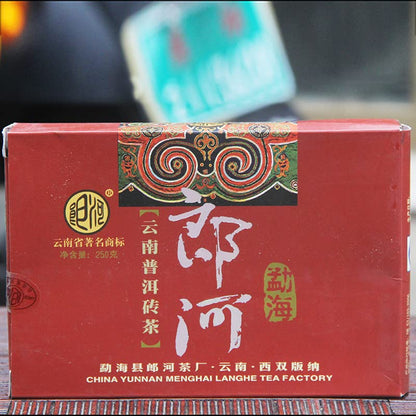 云南省著名商标
净含量：250克
【云南普洱砖茶】
郎河
勐海
勐海县郎河茶厂·云南·西双版纳
CHINA YUNNAN MENGHAI LANGHE TEA FACTORY